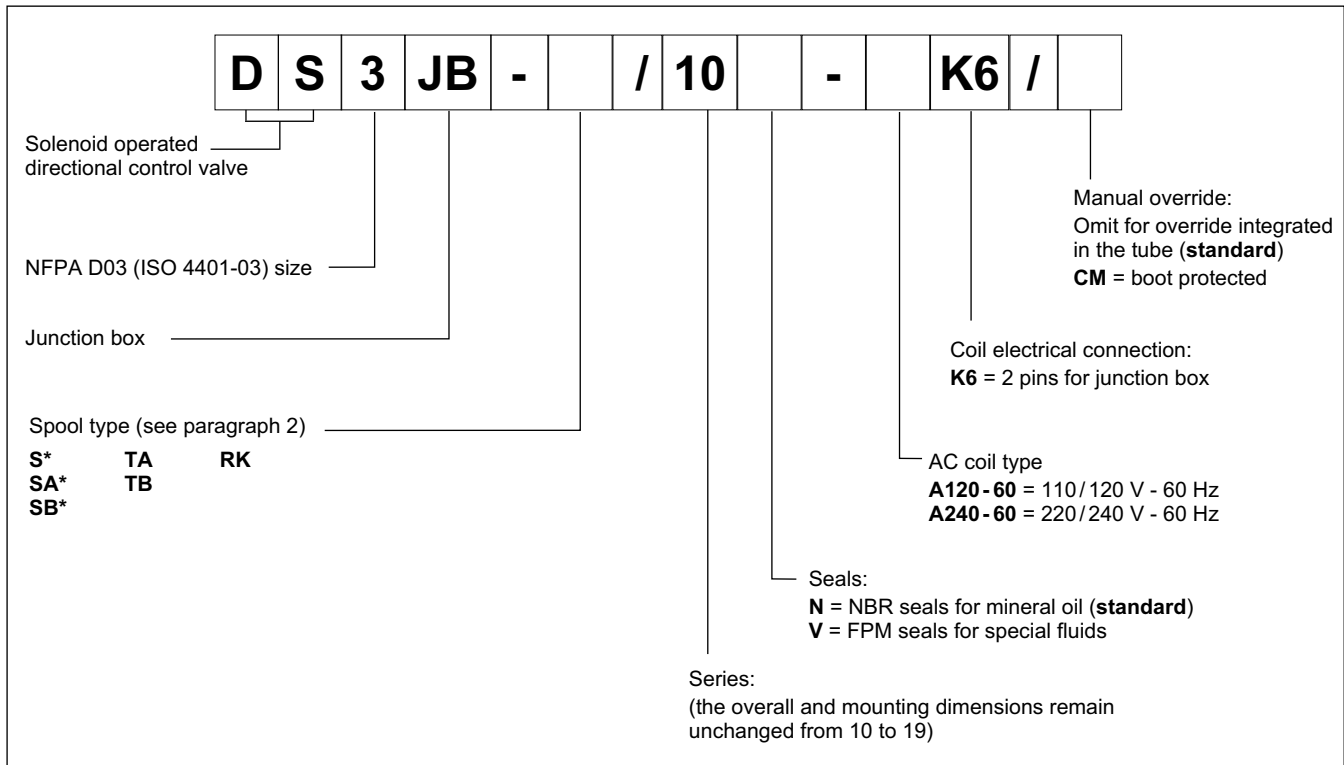 D S 3 JB - / 10 - K6 /
Solenoid operated
directional control valve
NFPA D03 (ISO 4401-03) size
Junction box
Spool type (see paragraph 2)
S* TA RK
SA* TB
SB*
Manual override:
Omit for override integrated
in the tube (standard)
CM = boot protected
Coil electrical connection:
K6 = 2 pins for junction box
AC coil type
A120-60 = 110/120 V - 60 Hz
A240-60 = 220/240 V - 60 Hz
Seals:
N = NBR seals for mineral oil (standard)
V = FPM seals for special fluids
Series:
(the overall and mounting dimensions remain
unchanged from 10 to 19)